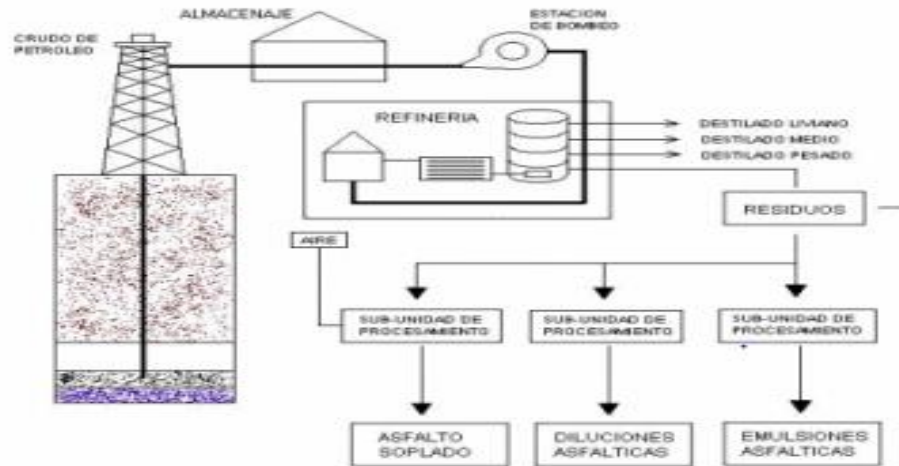 ALMACENAJE
ESTACION
DE BOMBEO
CRUDO DE
PETROLEO
REFINERIA
DESTILADO LIVIANO
DESTILADO MEDIO
DESTILADO PESADO
RESIDUOS
AIRE
SUB-UNIDAD DE
PROCESAMIENTO
SUB-UNIDAD DE
PROCESAMIENTO
SUB-UNIDAD DE
PROCESAMIENTO
ASFALTO
SOPLADO
DILUCIONES
ASFALTICAS
EMULSIONES
ASFALTICAS